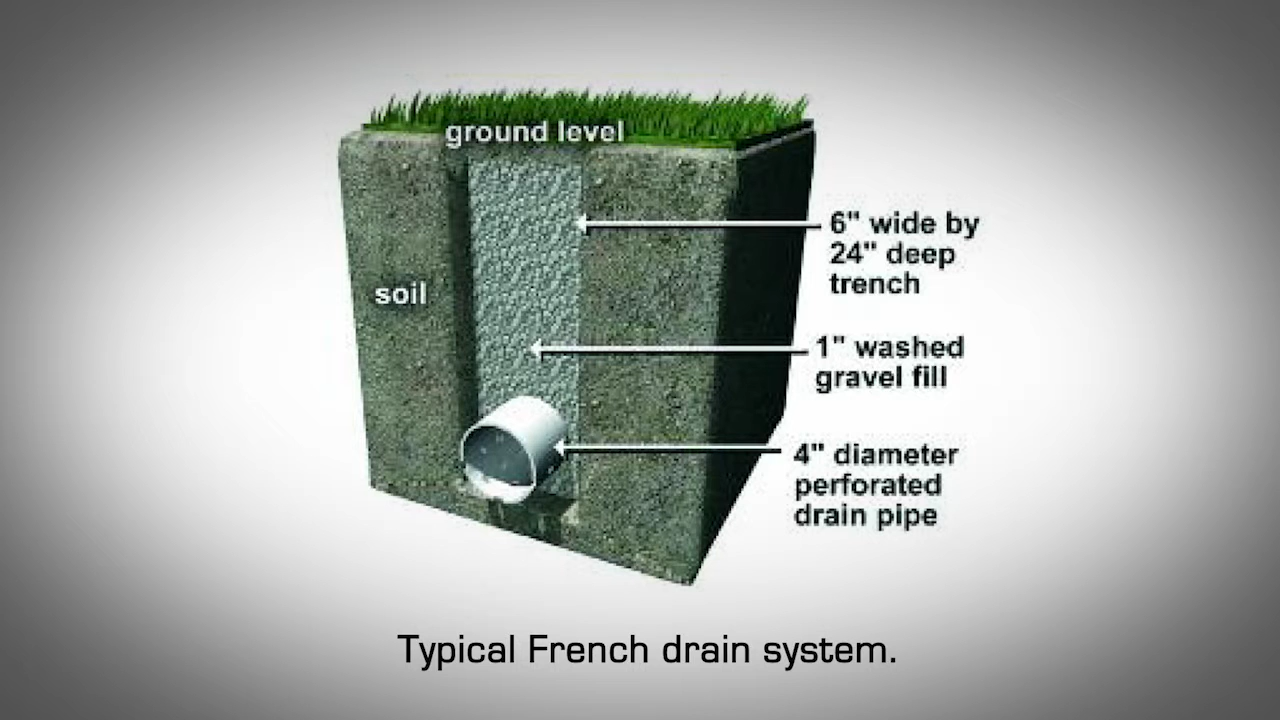 ground level
6" wide by
24" deep
trench
soil
1" washed
gravel fill
4" diameter
perforated
drain pipe
Typical French drain system.